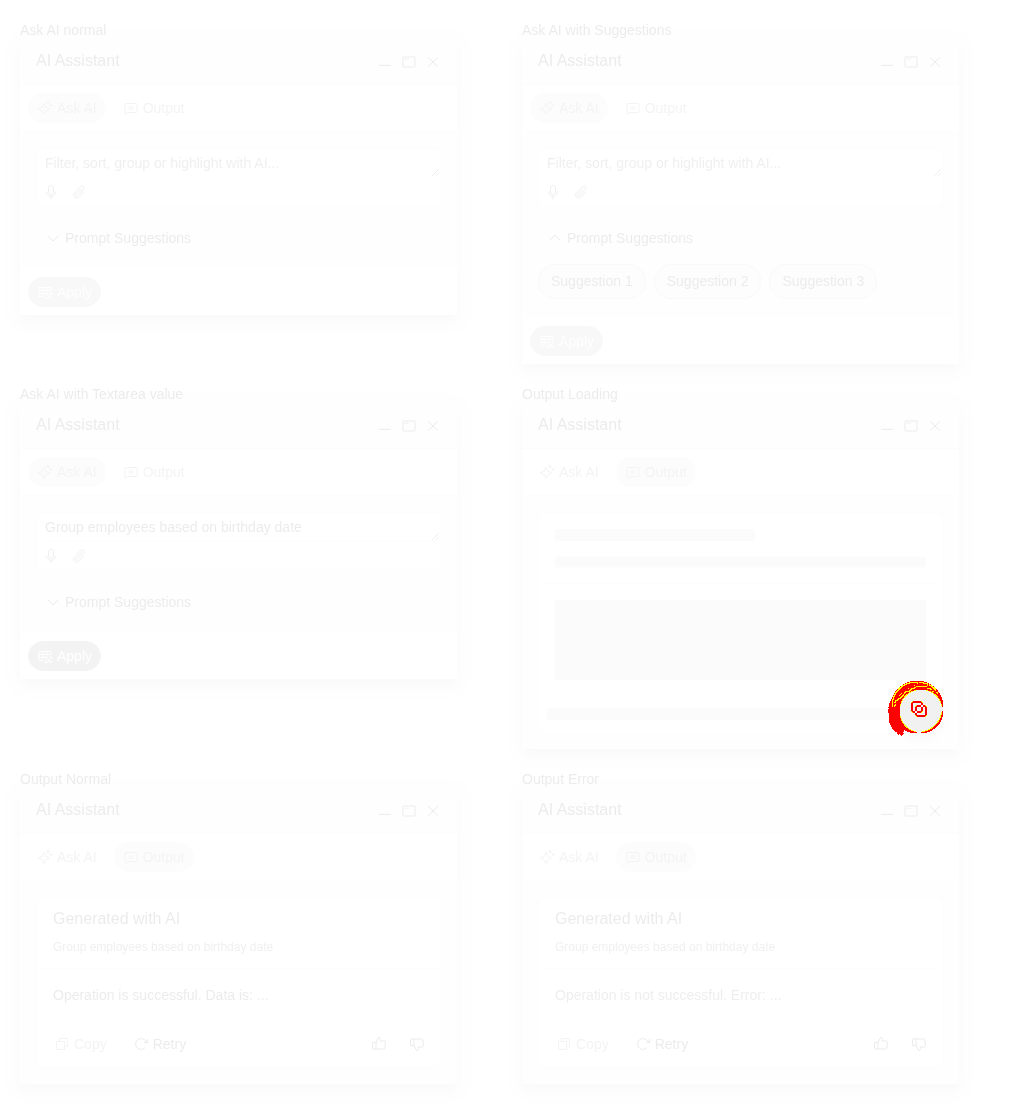 Ask AI normal
AI Assistant
Ask AI
Output
Filter, sort, group or highlight with AI...
Prompt Suggestions
Apply
Ask AI with Suggestions
AI Assistant
Ask AI
Output
Filter, sort, group or highlight with AI...
Prompt Suggestions
Suggestion 1
Suggestion 2
Suggestion 3
Apply
Ask AI with Textarea value
AI Assistant
Ask AI
Output
Group employees based on birthday date
Prompt Suggestions
Apply
Output Loading
AI Assistant
Ask AI
Output
Output Normal
AI Assistant
Ask AI
Output
Generated with AI
Group employees based on birthday date
Operation is successful. Data is: ...
Copy
Retry
Output Error
AI Assistant
Ask AI
Output
Generated with AI
Group employees based on birthday date
Operation is not successful. Error: ...
Copy
Retry